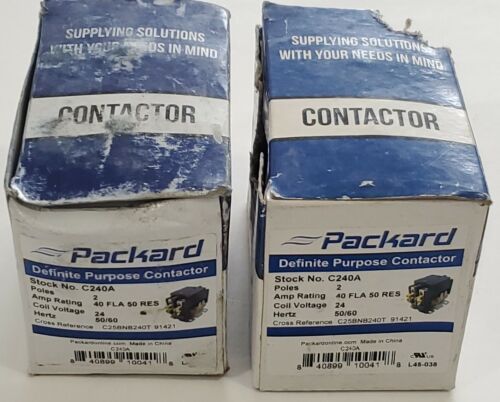 SUPPLYING SOLUTIONS
WITH YOUR NEEDS IN MIND
CONTACTOR
Packard
Definite Purpose Contactor
Stock No. C240A
Poles 2
Amp Rating 40 FLA 50 RES
Coil Voltage 24
Hertz 50/60
Cross Reference C25BNB240T 91421
Packardonline.com Made in China
C240A
8 40899 10041 8
SUPPLYING SOLUTIONS
WITH YOUR NEEDS IN MIND
CONTACTOR
Packard
Definite Purpose Contactor
Stock No. C240A
Poles 2
Amp Rating 40 FLA 50 RES
Coil Voltage 24
Hertz 50/60
Cross Reference C25BNB240T 91421
Packardonline.com Made in China
C240A
8 40899 10041 8
C US
L45-038